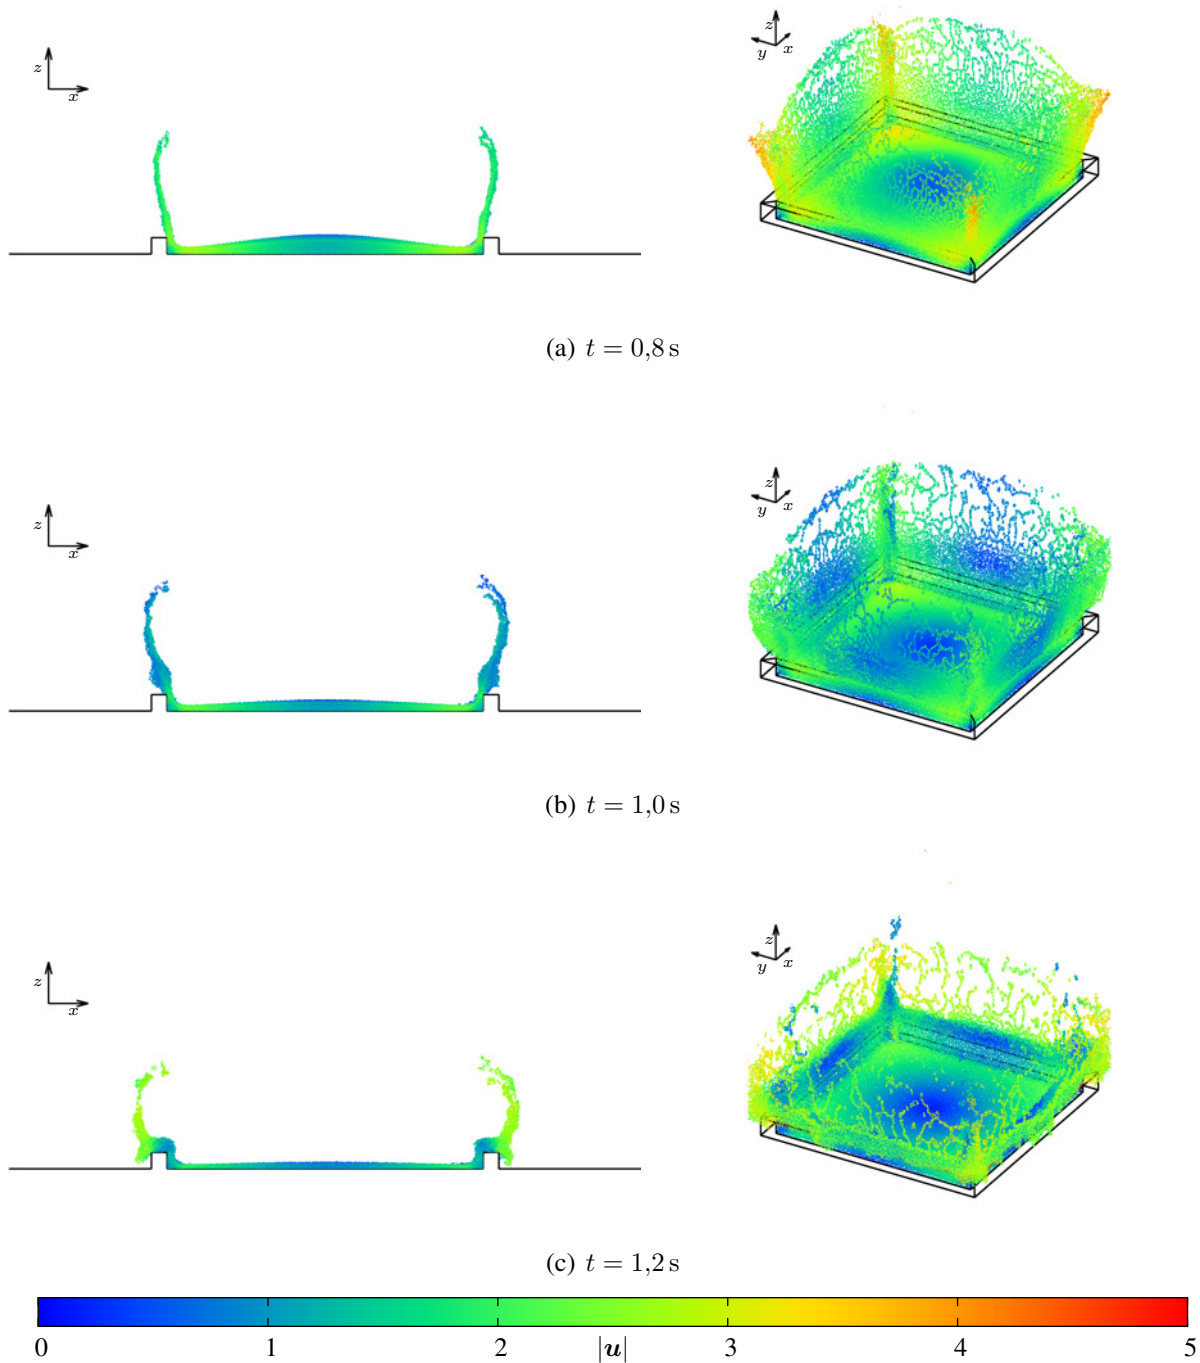 z
x
z
y x
(a) t = 0,8 s
z
x
z
y x
(b) t = 1,0 s
z
x
z
y x
(c) t = 1,2 s
0 1 2 |u| 3 4 5